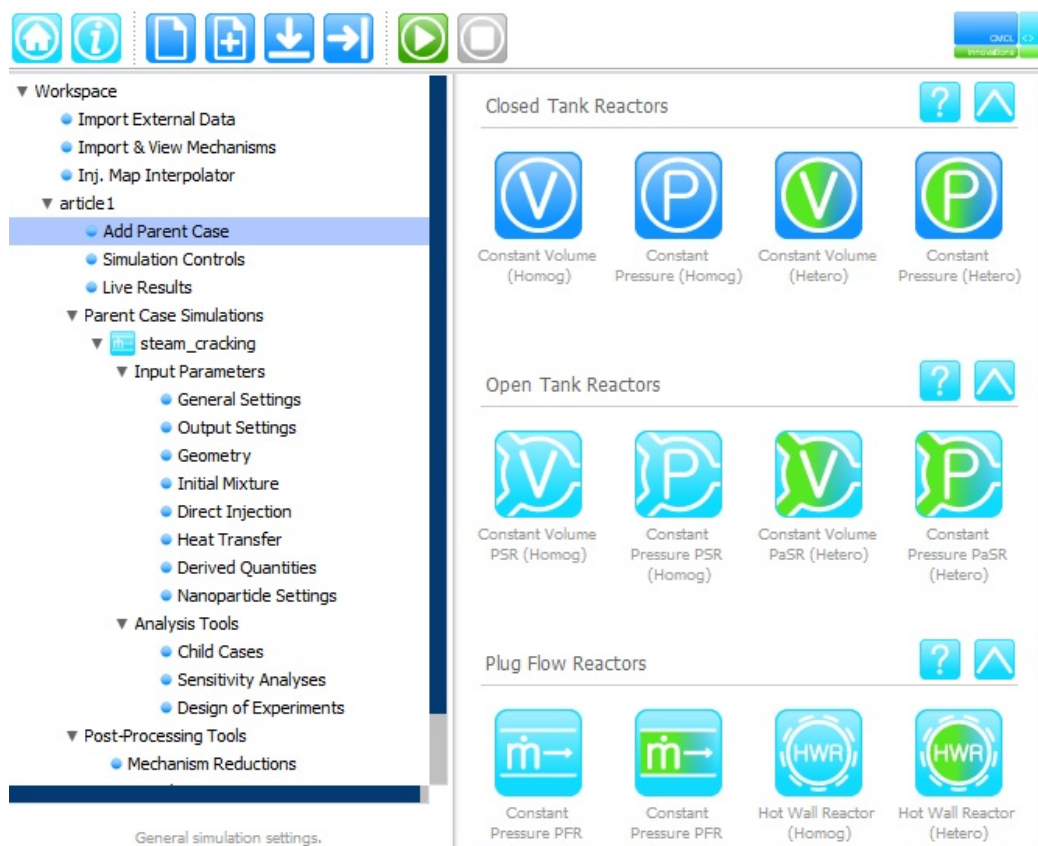 CMCL
innovations
Workspace
Import External Data
Import & View Mechanisms
Inj. Map Interpolator
article1
Add Parent Case
Simulation Controls
Live Results
Parent Case Simulations
steam_cracking
Input Parameters
General Settings
Output Settings
Geometry
Initial Mixture
Direct Injection
Heat Transfer
Derived Quantities
Nanoparticle Settings
Analysis Tools
Child Cases
Sensitivity Analyses
Design of Experiments
Post-Processing Tools
Mechanism Reductions
General simulation settings.
Closed Tank Reactors
?
V
P
V
P
Constant Volume
(Homog)
Constant
Pressure (Homog)
Constant Volume
(Hetero)
Constant
Pressure (Hetero)
Open Tank Reactors
?
V
P
V
P
Constant Volume
PSR (Homog)
Constant
Pressure PSR
(Homog)
Constant Volume
PaSR (Hetero)
Constant
Pressure PaSR
(Hetero)
Plug Flow Reactors
?
ṁ→
ṁ→
HWR
HWR
Constant
Pressure PFR
Constant
Pressure PFR
Hot Wall Reactor
(Homog)
Hot Wall Reactor
(Hetero)